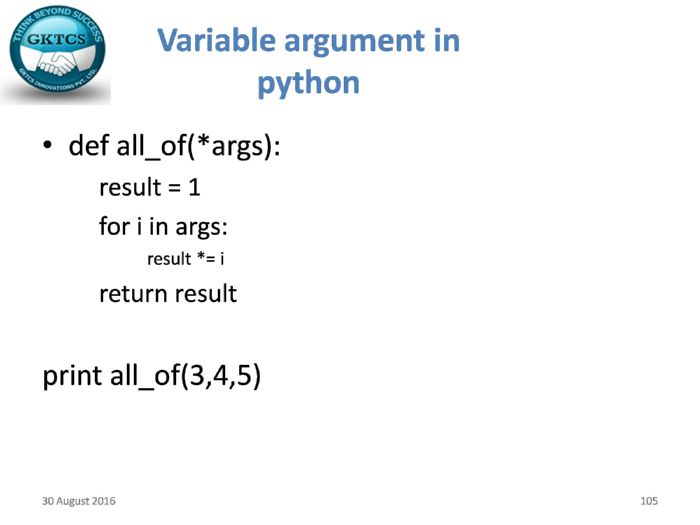 THINK BEYOND SUCCESS
GKTCS
GKTCS INNOVATIONS PVT. LTD.
Variable argument in
python
• def all_of(*args):
result = 1
for i in args:
result *= i
return result
print all_of(3,4,5)
30 August 2016
105